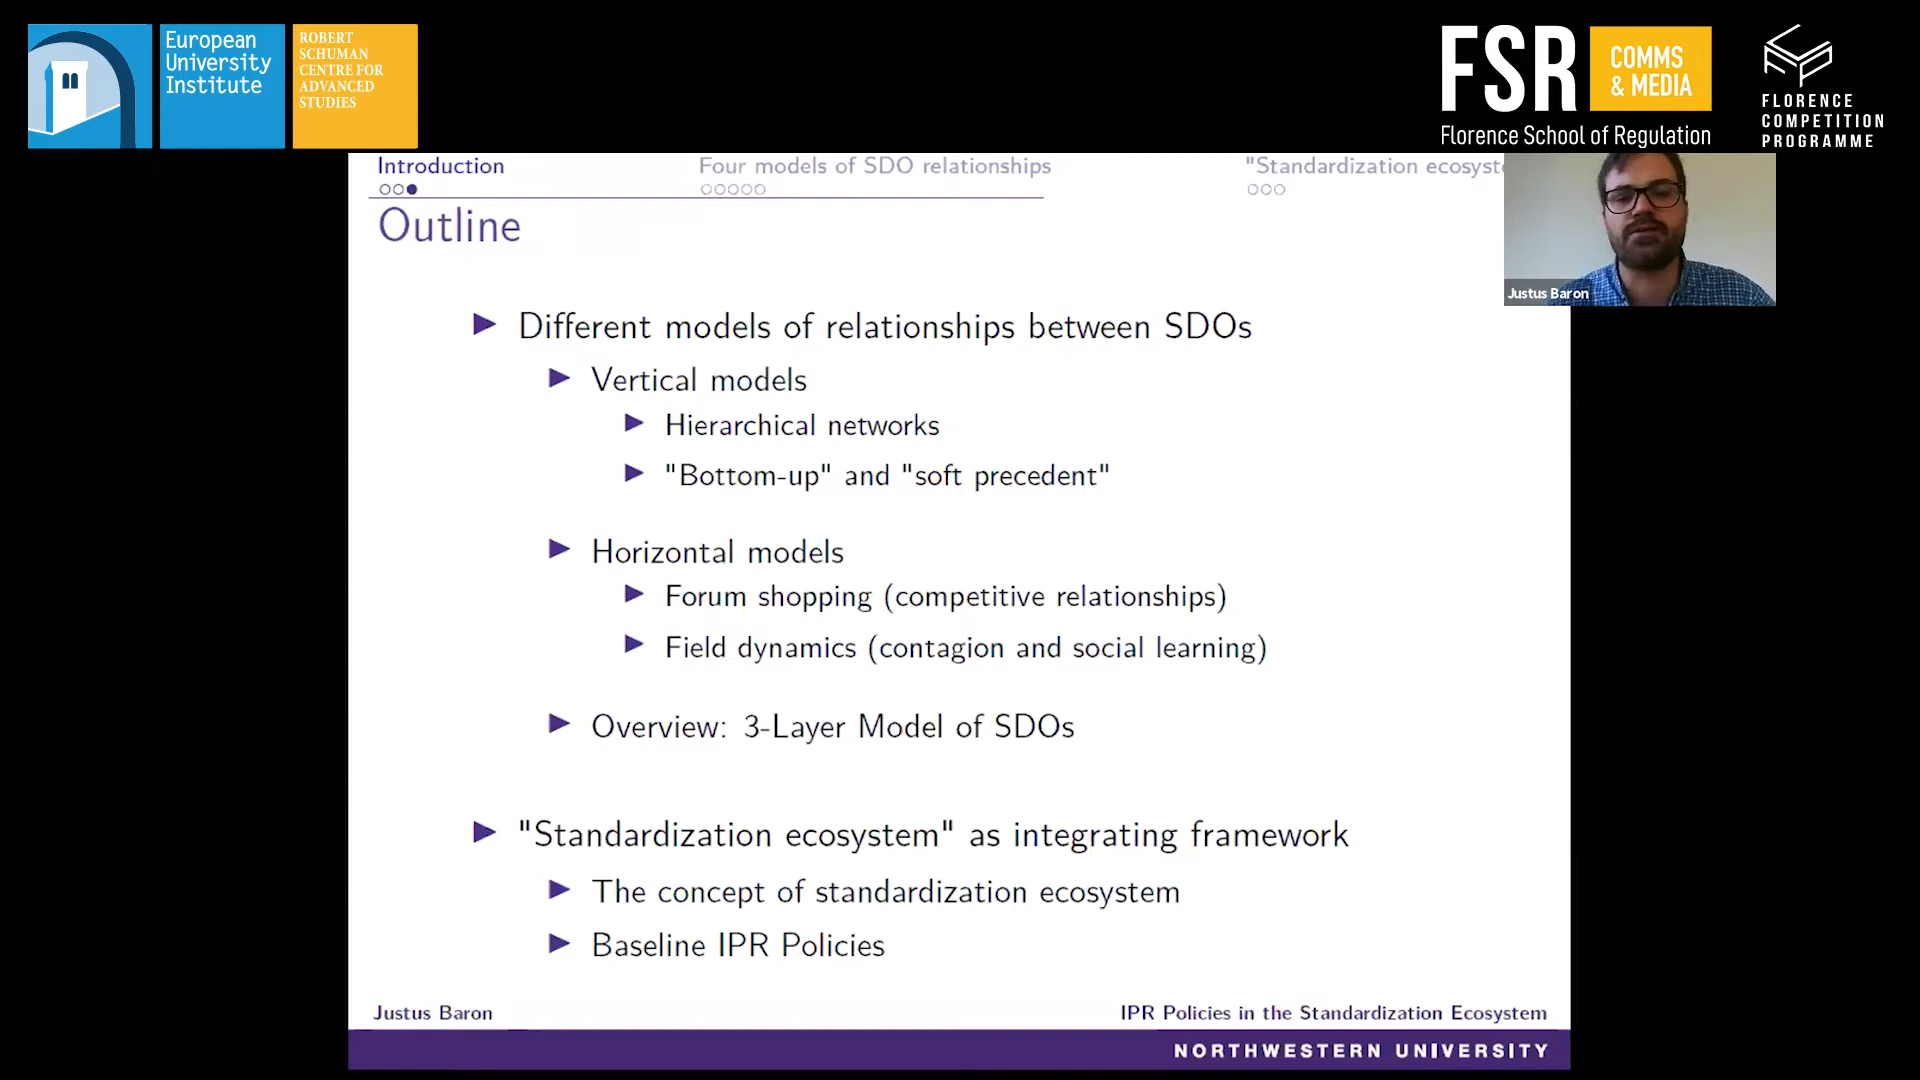 European
University
Institute
ROBERT
SCHUMAN
CENTRE FOR
ADVANCED
STUDIES
FSR
COMMS
& MEDIA
Florence School of Regulation
FLORENCE
COMPETITION
PROGRAMME
Introduction
Four models of SDO relationships
"Standardization ecosyste
Outline
Justus Baron
Different models of relationships between SDOs
Vertical models
Hierarchical networks
"Bottom-up" and "soft precedent"
Horizontal models
Forum shopping (competitive relationships)
Field dynamics (contagion and social learning)
Overview: 3-Layer Model of SDOs
"Standardization ecosystem" as integrating framework
The concept of standardization ecosystem
Baseline IPR Policies
Justus Baron
IPR Policies in the Standardization Ecosystem
NORTHWESTERN UNIVERSITY